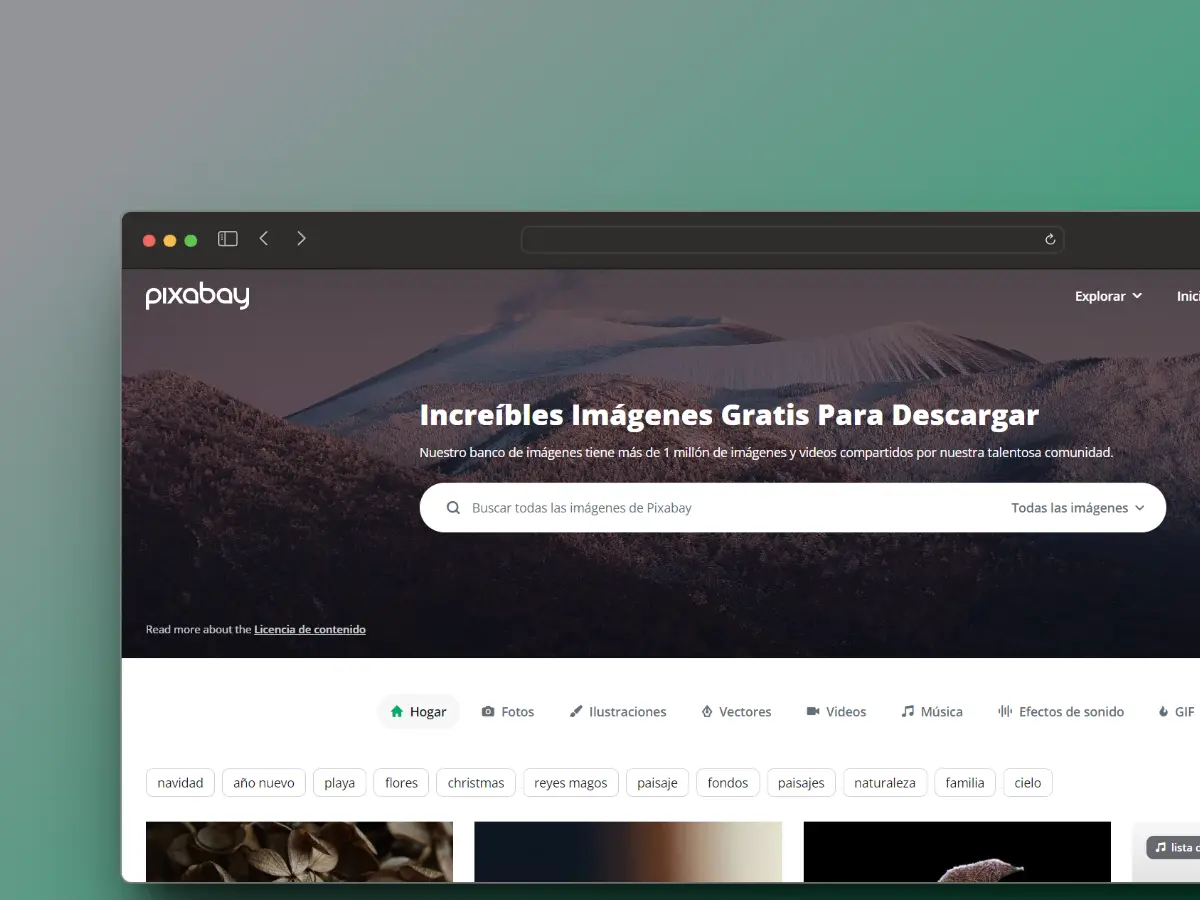 pixabay
Explorar
Inici
Increíbles Imágenes Gratis Para Descargar
Nuestro banco de imágenes tiene más de 1 millón de imágenes y videos compartidos por nuestra talentosa comunidad.
Buscar todas las imágenes de Pixabay
Todas las imágenes
Read more about the Licencia de contenido
Hogar Fotos Ilustraciones Vectores Videos Música Efectos de sonido GIF
navidad año nuevo playa flores christmas reyes magos paisaje fondos paisajes naturaleza familia cielo
lista